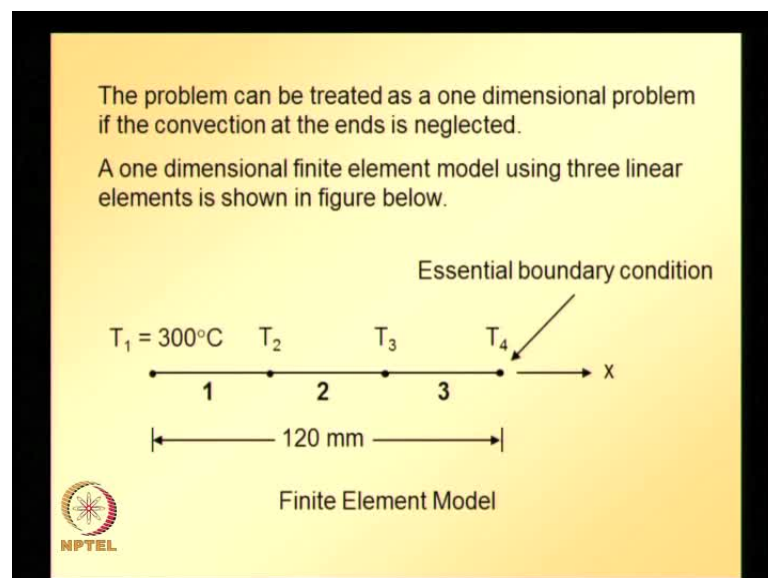 The problem can be treated as a one dimensional problem
if the convection at the ends is neglected.
A one dimensional finite element model using three linear
elements is shown in figure below.
Essential boundary condition
T₁ = 300°C T₂ T₃ T₄
x
1 2 3
120 mm
Finite Element Model
NPTEL